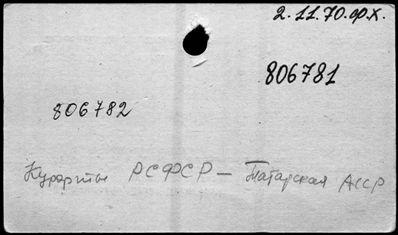 2.11.70.фх.
806781
806782
Курорты РСФСР – Татарская АССР